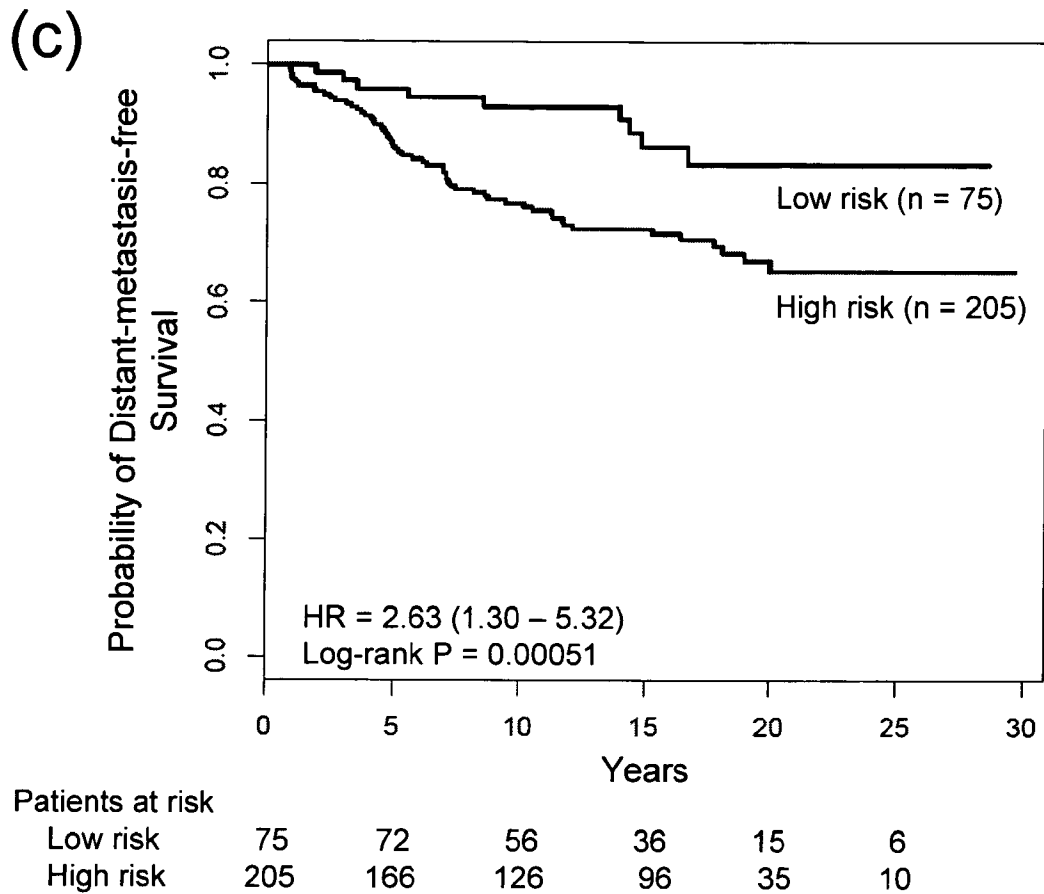 (c)
Probability of Distant-metastasis-free
Survival
1.0
0.8
0.6
0.4
0.2
0.0
Low risk (n = 75)
High risk (n = 205)
HR = 2.63 (1.30 – 5.32)
Log-rank P = 0.00051
0 5 10 15 20 25 30
Years
Patients at risk
Low risk 75 72 56 36 15 6
High risk 205 166 126 96 35 10